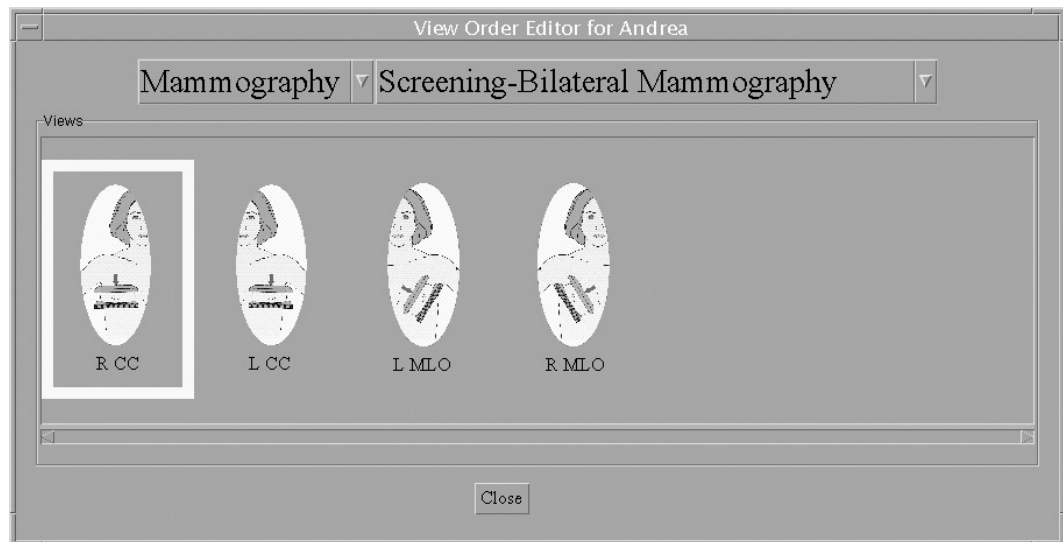 View Order Editor for Andrea
Mammography Screening-Bilateral Mammography
Views
R CC L CC L MLO R MLO
Close